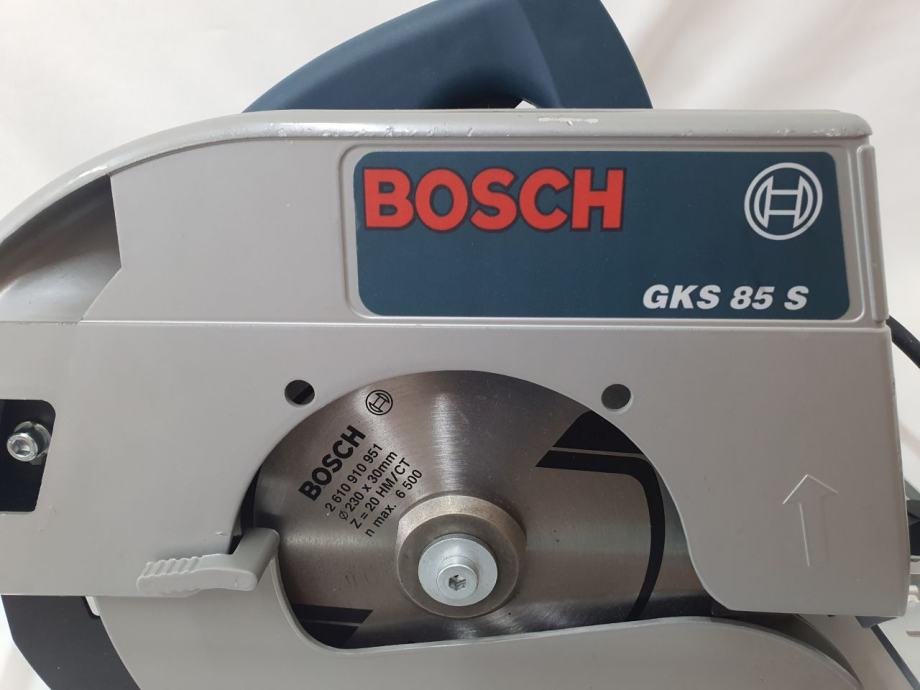 BOSCH
GKS 85 S
BOSCH
2 610 910 951
Ø 230 x 30mm
Z = 20 HM/CT
n max. 6 500